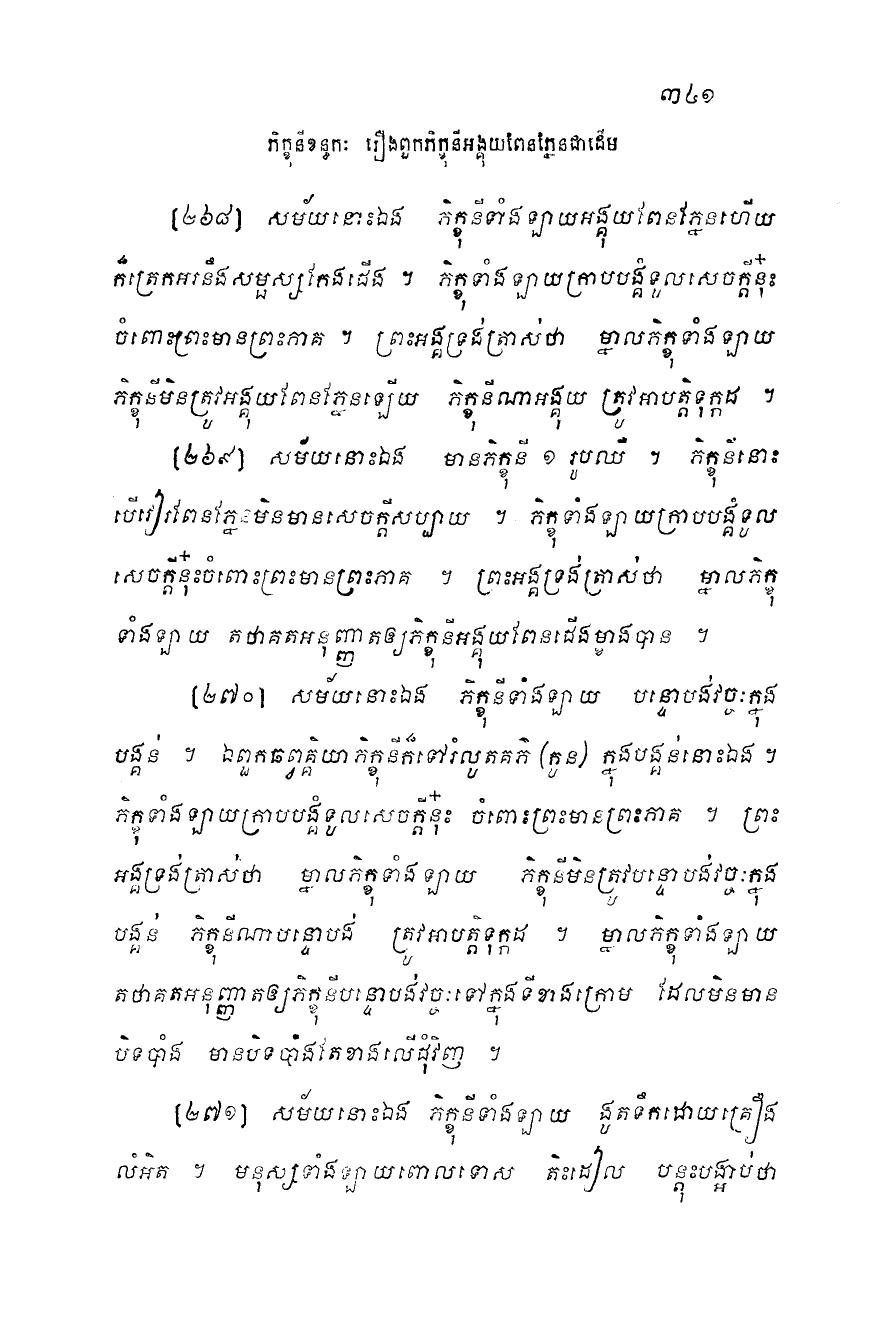 ៣៤១
ភិក្ខុនីខន្ធកៈ រឿងពួកភិក្ខុនីអង្គុយពែនភ្នែនជាដើម
[២៦៨] សម័យនោះឯង ភិក្ខុនីទាំងឡាយអង្គុយពែនភ្នែនហើយ
ក៏ត្រេកអរនឹងសម្ផស្សកែងជើង ។ ភិក្ខុទាំងឡាយក្រាបបង្គំទូលសេចក្តីនុ៎ះ
ចំពោះព្រះមានព្រះភាគ ។ ព្រះអង្គទ្រង់ត្រាស់ថា ម្នាលភិក្ខុទាំងឡាយ
ភិក្ខុនីមិនត្រូវអង្គុយពែនភ្នែនឡើយ ភិក្ខុនីណាអង្គុយ ត្រូវអាបត្តិទុក្កដ ។
[២៦៩] សម័យនោះឯង មានភិក្ខុនី ១ រូបឈឺ ។ ភិក្ខុនីនោះ
បើវៀរពែនភ្នែនមិនមានសេចក្តីសប្បាយ ។ ភិក្ខុទាំងឡាយក្រាបបង្គំទូល
សេចក្តីនុ៎ះចំពោះព្រះមានព្រះភាគ ។ ព្រះអង្គទ្រង់ត្រាស់ថា ម្នាលភិក្ខុ
ទាំងឡាយ តថាគតអនុញ្ញាតឲ្យភិក្ខុនីអង្គុយពែនជើងម្ខាងបាន ។
[២៧០] សម័យនោះឯង ភិក្ខុនីទាំងឡាយ បន្ទោបង់វច្ចៈក្នុង
បង្គន់ ។ ឯពួកឆព្វគ្គិយាភិក្ខុនីក៏ទៅរំលូតគភ៌ (កូន) ក្នុងបង្គន់នោះឯង ។
ភិក្ខុទាំងឡាយក្រាបបង្គំទូលសេចក្តីនុ៎ះ ចំពោះព្រះមានព្រះភាគ ។ ព្រះ
អង្គទ្រង់ត្រាស់ថា ម្នាលភិក្ខុទាំងឡាយ ភិក្ខុនីមិនត្រូវបន្ទោបង់វច្ចៈក្នុង
បង្គន់ ភិក្ខុនីណាបន្ទោបង់ ត្រូវអាបត្តិទុក្កដ ។ ម្នាលភិក្ខុទាំងឡាយ
តថាគតអនុញ្ញាតឲ្យភិក្ខុនីបន្ទោបង់វច្ចៈទៅក្នុងទីខាងក្រោម ដែលមិនមាន
បិទបាំង មានបិទបាំងតែខាងលើដុំវិញ ។
[២៧១] សម័យនោះឯង ភិក្ខុនីទាំងឡាយ ងូតទឹកដោយគ្រឿង
លំអិត ។ មនុស្សទាំងឡាយពោលទោស តិះដៀល បន្តុះបង្អាប់ថា